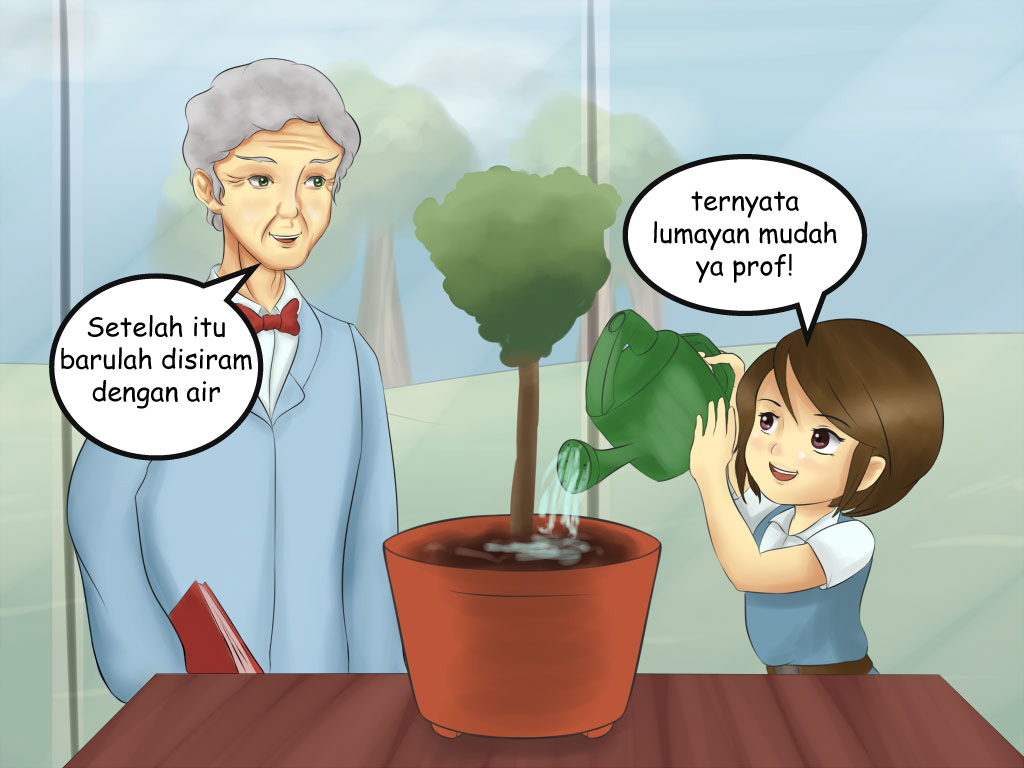 Setelah itu
barulah disiram
dengan air
ternyata
lumayan mudah
ya prof!